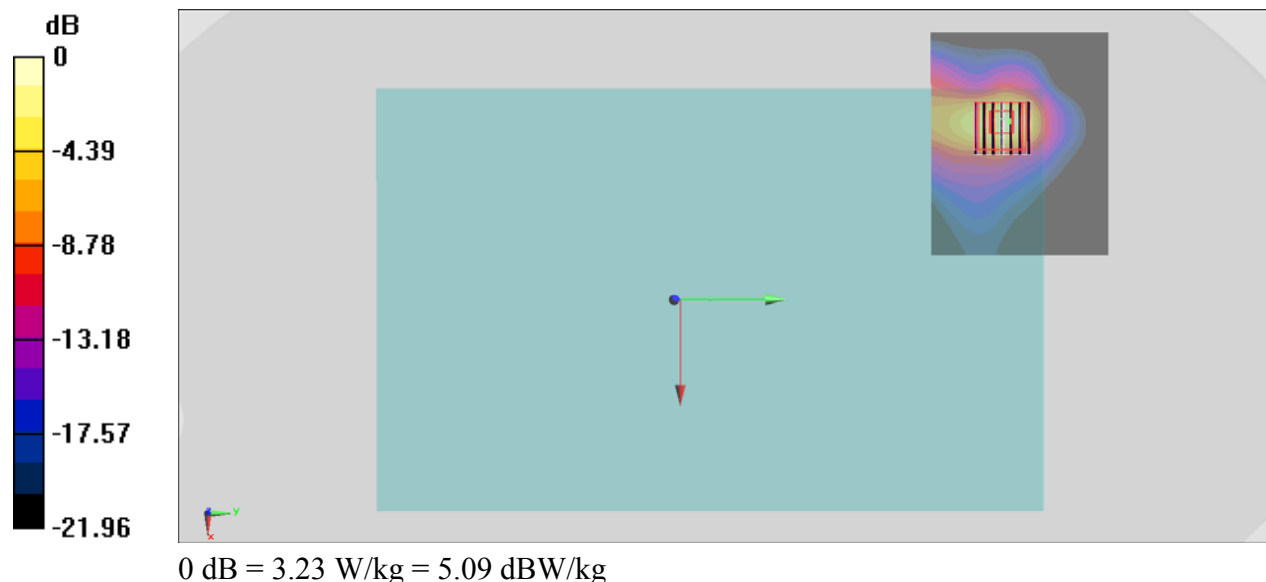 dB
0
-4.39
-8.78
-13.18
-17.57
-21.96
z
Y
x
0 dB = 3.23 W/kg = 5.09 dBW/kg